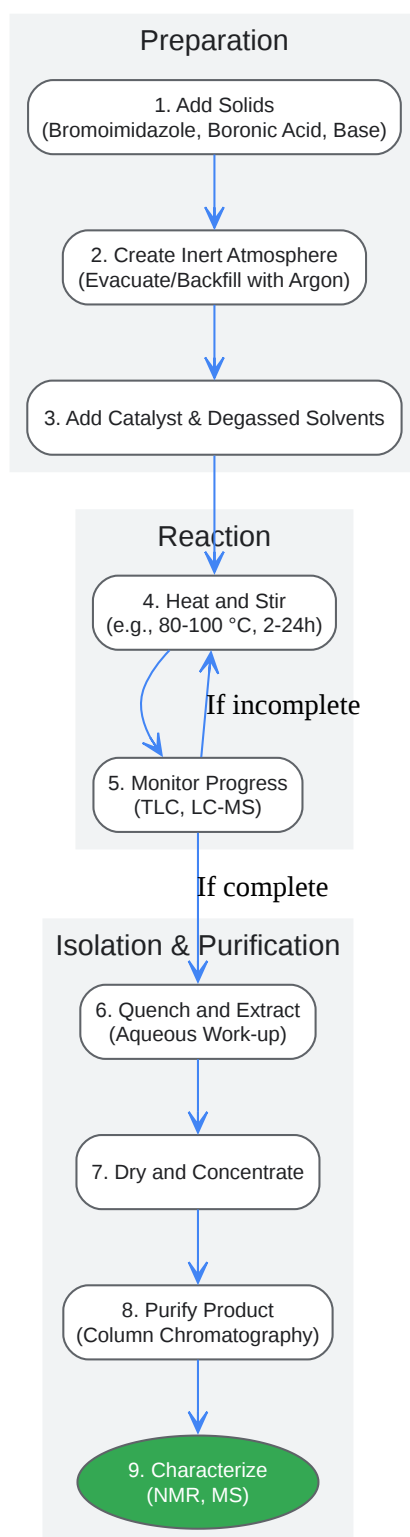 Preparation
1. Add Solids
(Bromoimidazole, Boronic Acid, Base)
2. Create Inert Atmosphere
(Evacuate/Backfill with Argon)
3. Add Catalyst & Degassed Solvents
Reaction
4. Heat and Stir
(e.g., 80-100 °C, 2-24h)
If incomplete
5. Monitor Progress
(TLC, LC-MS)
If complete
Isolation & Purification
6. Quench and Extract
(Aqueous Work-up)
7. Dry and Concentrate
8. Purify Product
(Column Chromatography)
9. Characterize
(NMR, MS)